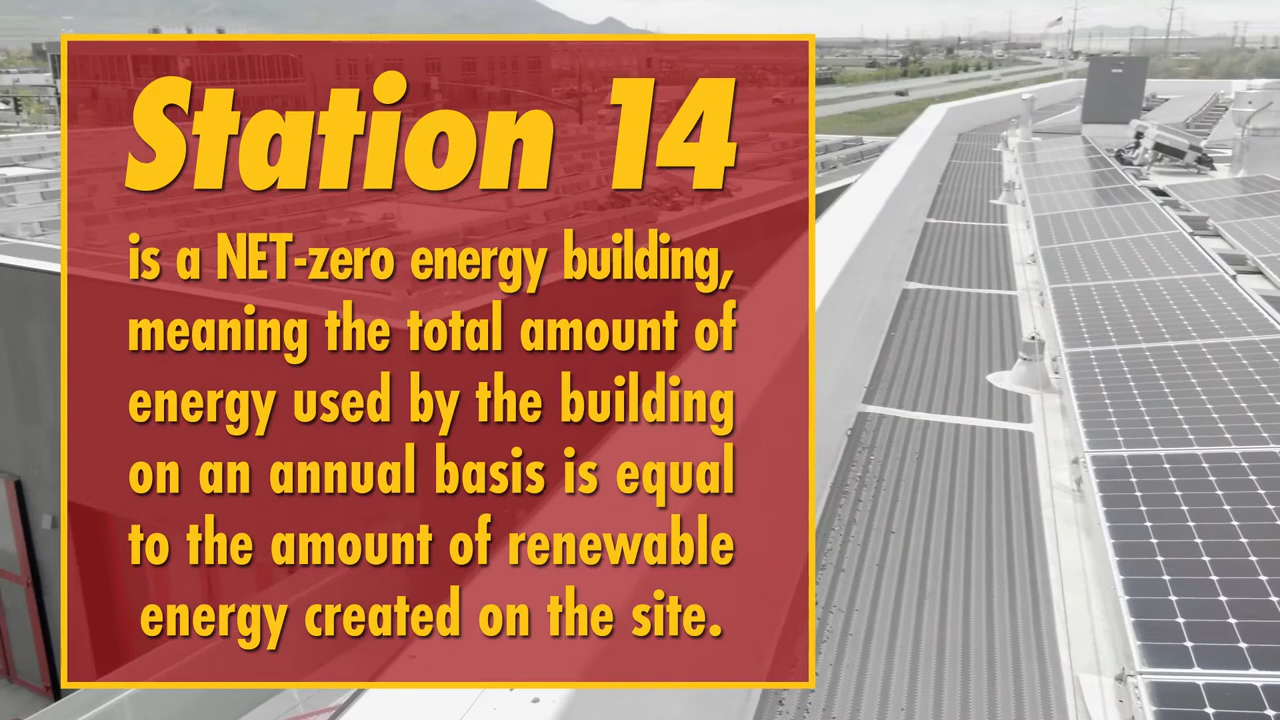 Station 14
is a NET-zero energy building,
meaning the total amount of
energy used by the building
on an annual basis is equal
to the amount of renewable
energy created on the site.